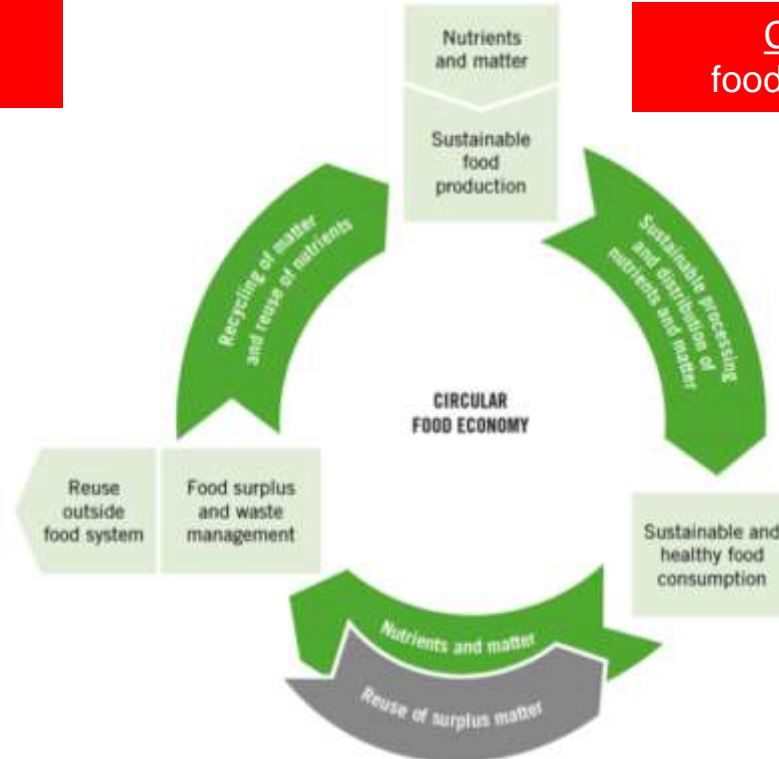 Nutrients
and matter
food
Sustainable
food
production
Recycling of matter
and reuse of nutrients
Sustainable processing
and distribution of
nutrients and matter
CIRCULAR
FOOD ECONOMY
Reuse
outside
food system
Food surplus
and waste
management
Sustainable and
healthy food
consumption
Nutrients and matter
Reuse of surplus matter